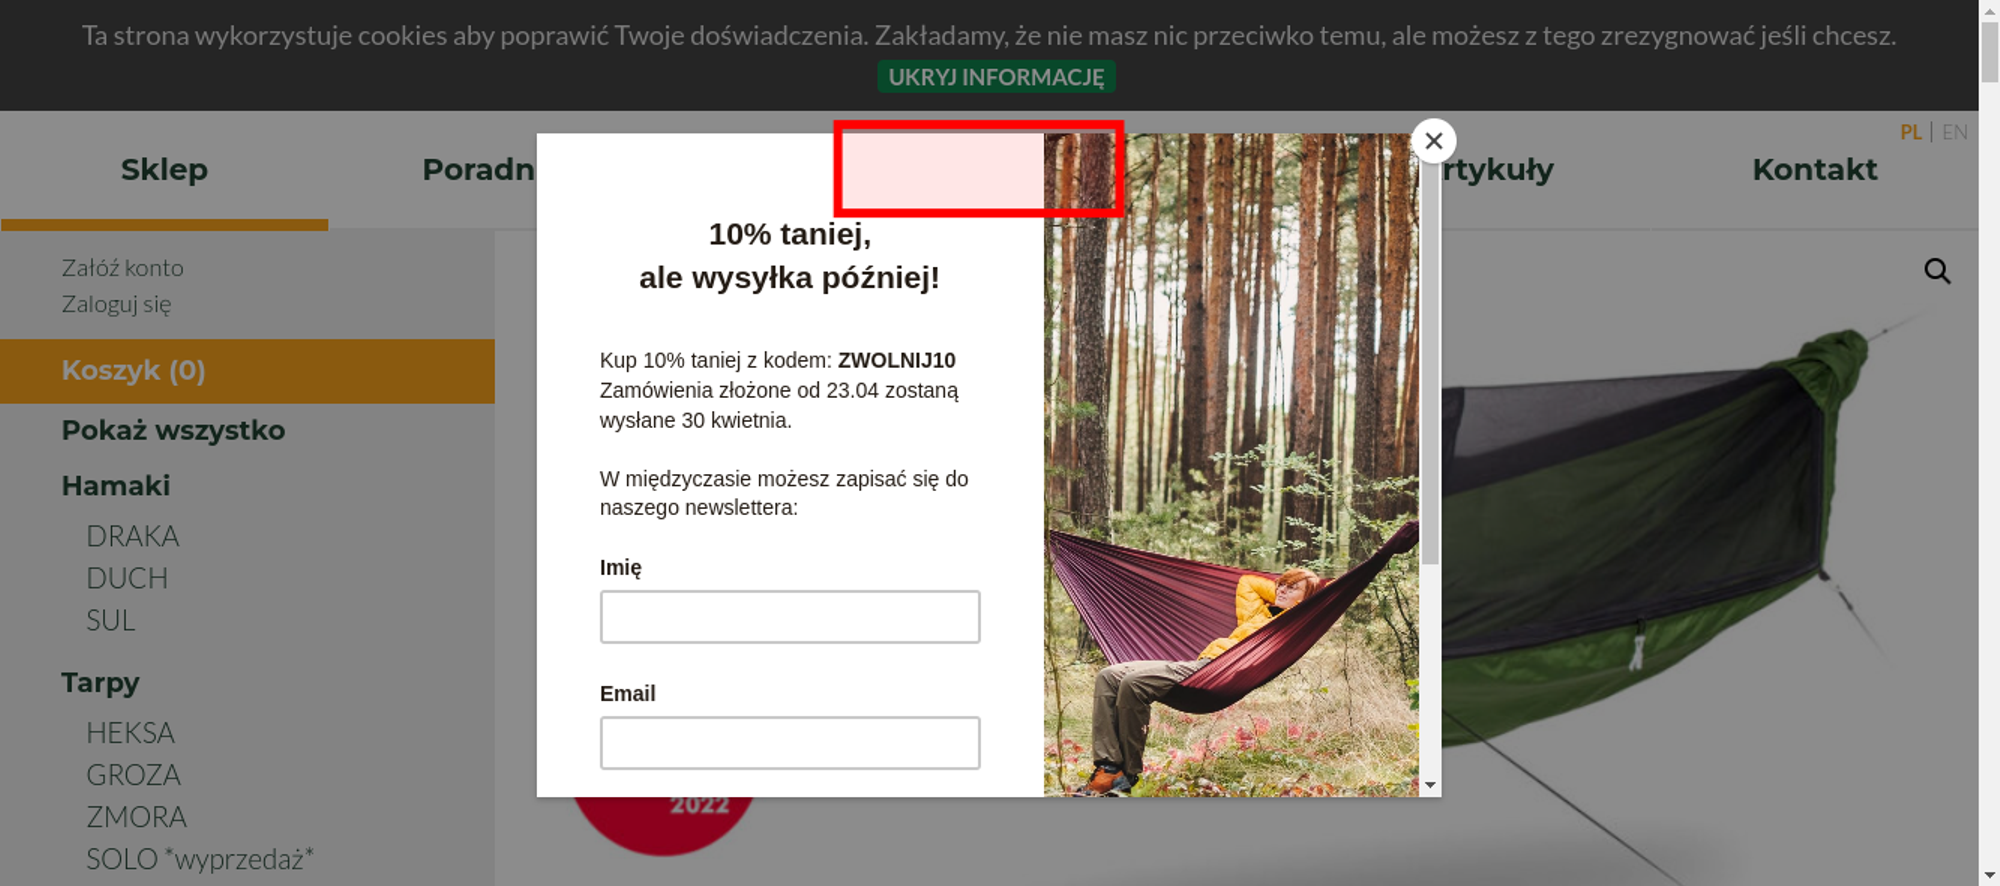 Ta strona wykorzystuje cookies aby poprawić Twoje doświadczenia. Zakładamy, że nie masz nic przeciwko temu, ale możesz z tego zrezygnować jeśli chcesz.
UKRYJ INFORMACJĘ
PL | EN
Sklep
Poradn
rtykuły
Kontakt
Załóż konto
Zaloguj się
Koszyk (0)
Pokaż wszystko
Hamaki
DRAKA
DUCH
SUL
Tarpy
HEKSA
GROZA
ZMORA
SOLO *wyprzedaż*
10% taniej,
ale wysyłka później!
Kup 10% taniej z kodem: ZWOLNIJ10
Zamówienia złożone od 23.04 zostaną
wysłane 30 kwietnia.
W międzyczasie możesz zapisać się do
naszego newslettera:
Imię
Email
2022